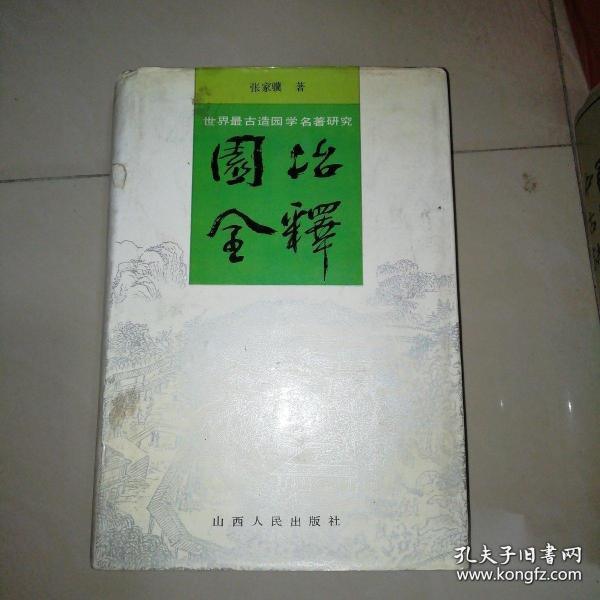 张家骥 著
世界最古造园学名著研究
園冶
全釋
山西人民出版社
孔夫子旧书网
www.kongfz.com